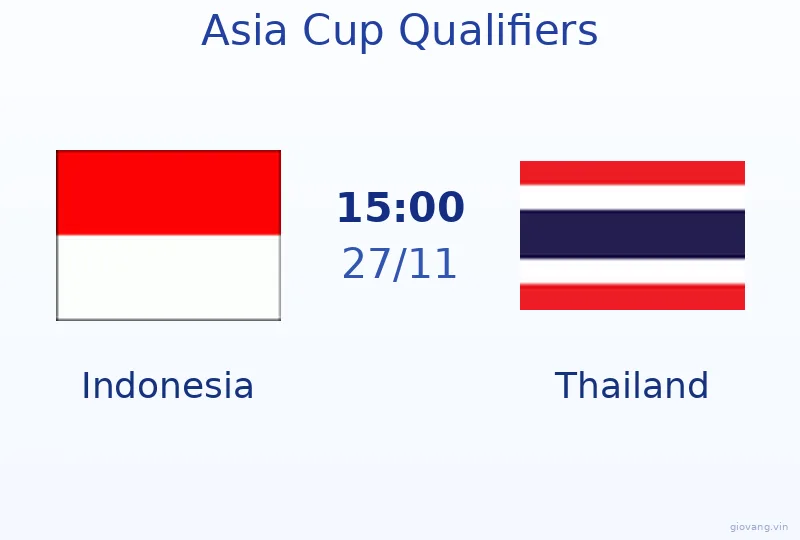 Asia Cup Qualifiers
15:00
27/11
Indonesia
Thailand
giovang.vin